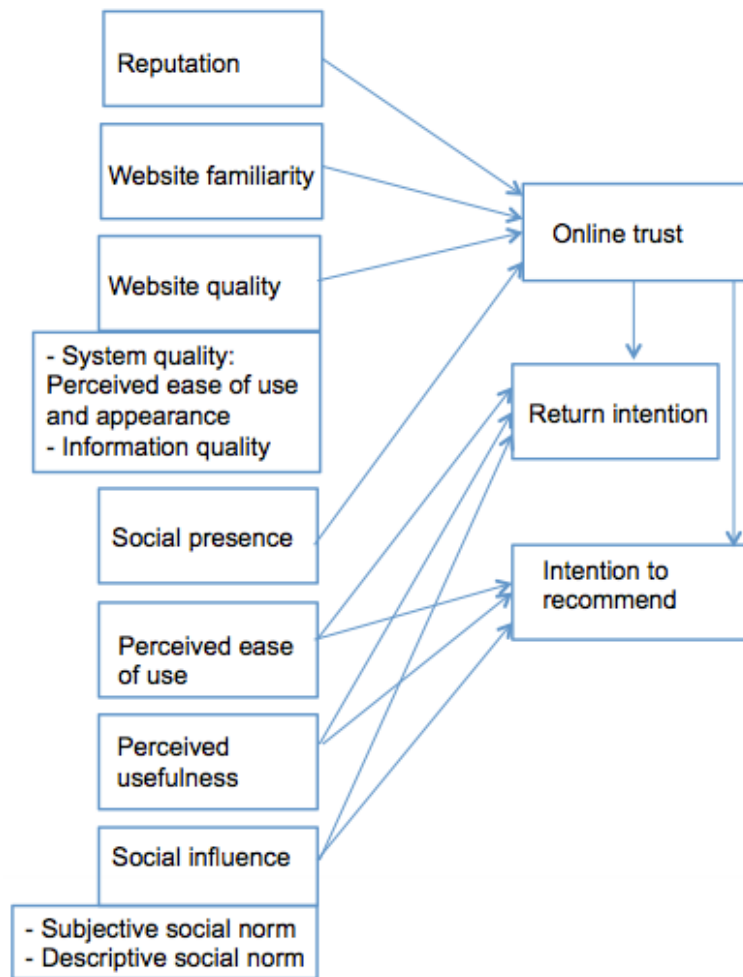 Reputation
Website familiarity
Online trust
Website quality
- System quality:
Perceived ease of use
and appearance
- Information quality
Return intention
Social presence
Intention to
recommend
Perceived ease
of use
Perceived
usefulness
Social influence
- Subjective social norm
- Descriptive social norm